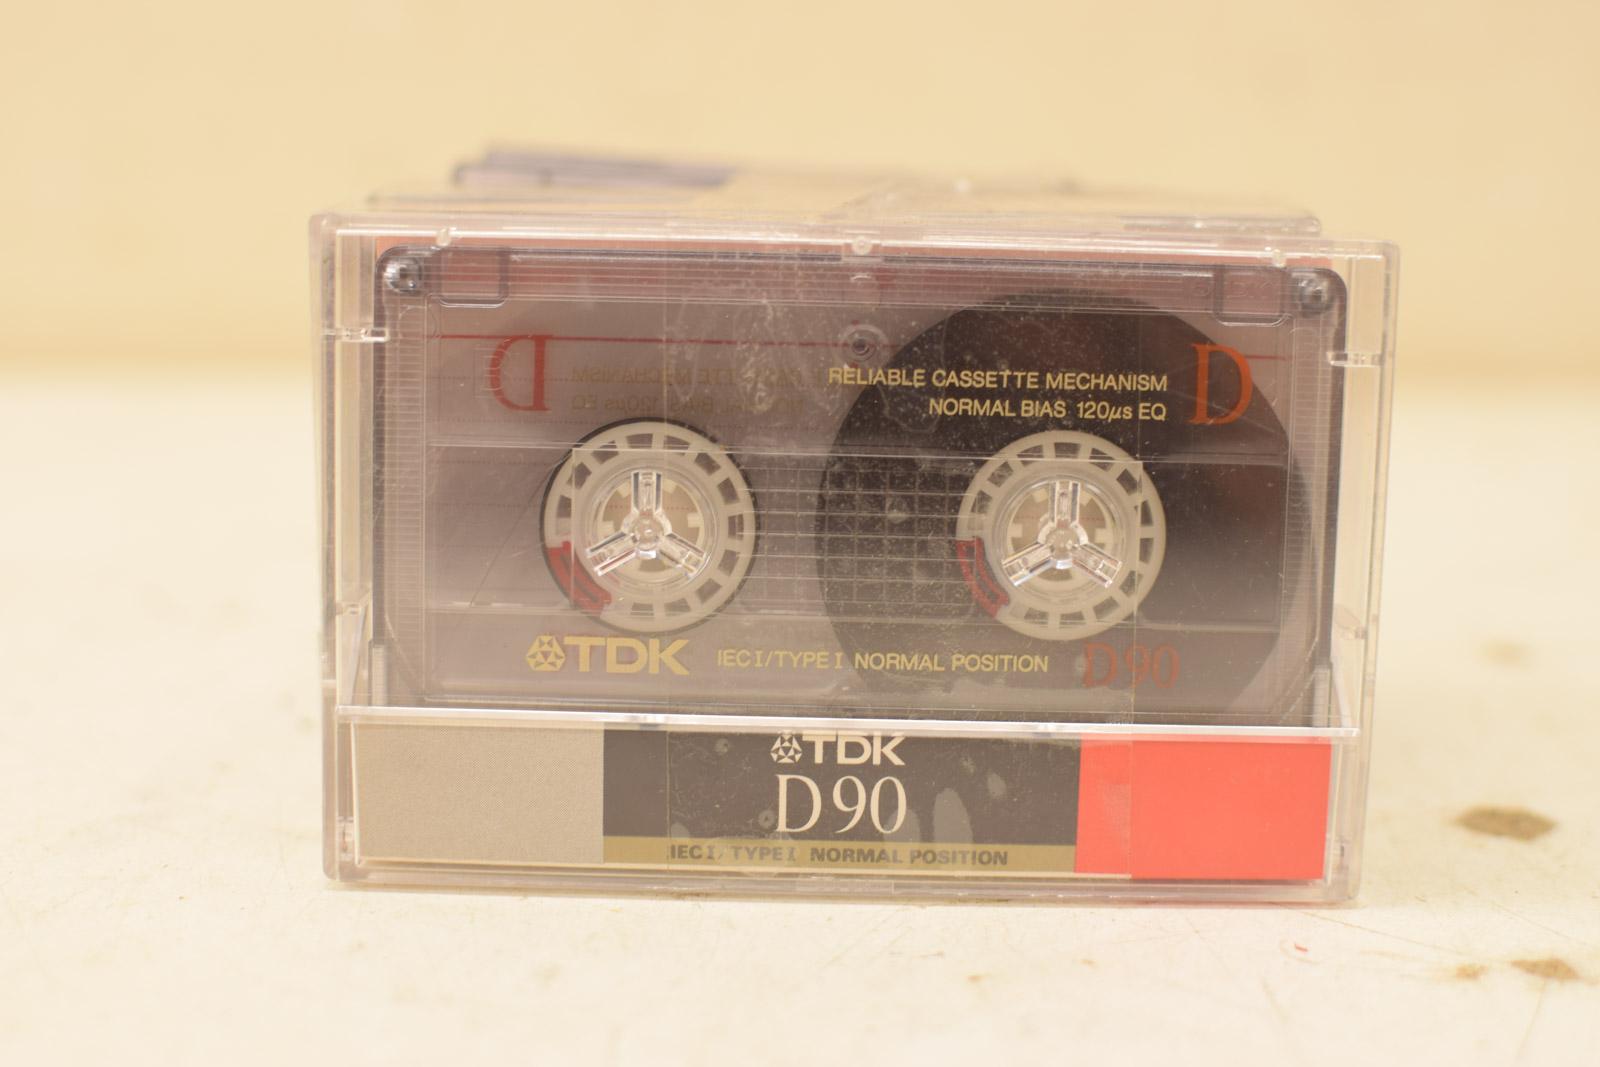 D
RELIABLE CASSETTE MECHANISM
D
NORMAL BIAS 120µs EQ
TDK
IEC I/TYPE I NORMAL POSITION
D90
TDK
D90
IEC I/TYPE I NORMAL POSITION